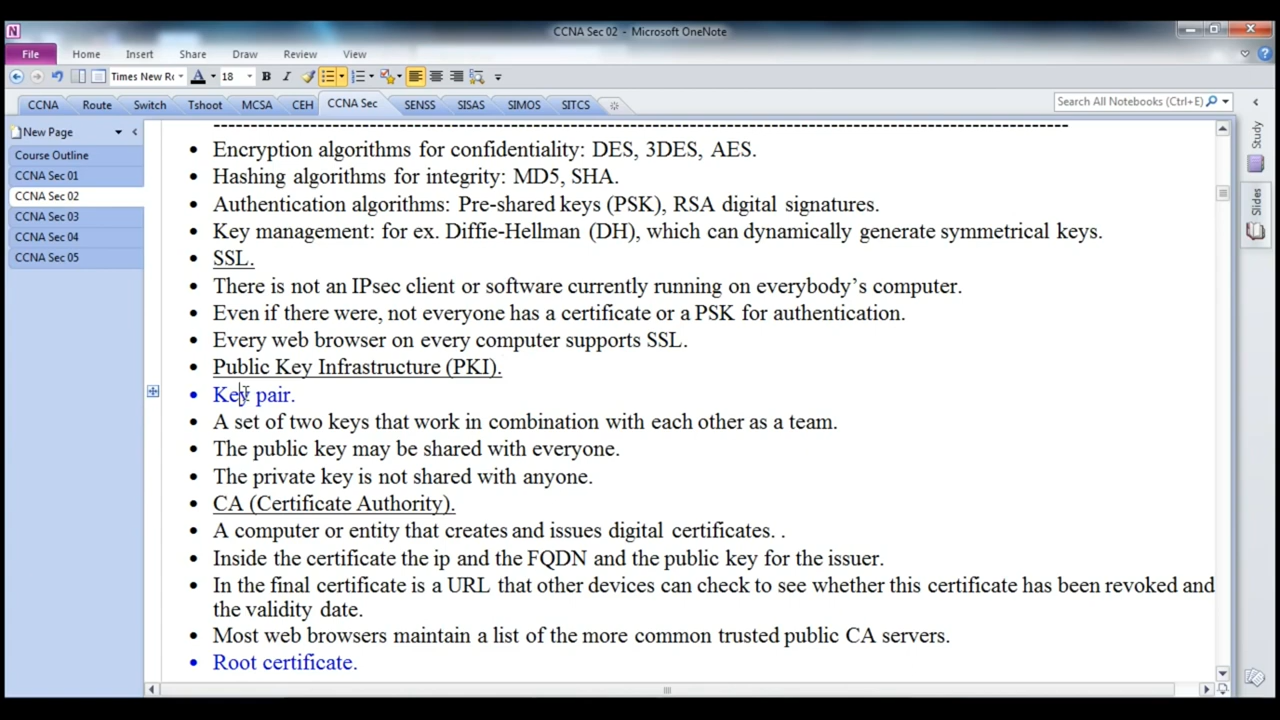 CCNA Sec 02 - Microsoft OneNote
File Home Insert Share Draw Review View
Times New Ro 18 B I
CCNA Route Switch Tshoot MCSA CEH CCNA Sec SENSS SISAS SIMOS SITCS
Search All Notebooks (Ctrl+E)
New Page
Course Outline
CCNA Sec 01
CCNA Sec 02
CCNA Sec 03
CCNA Sec 04
CCNA Sec 05
Study
Slides
• Encryption algorithms for confidentiality: DES, 3DES, AES.
• Hashing algorithms for integrity: MD5, SHA.
• Authentication algorithms: Pre-shared keys (PSK), RSA digital signatures.
• Key management: for ex. Diffie-Hellman (DH), which can dynamically generate symmetrical keys.
• SSL.
• There is not an IPsec client or software currently running on everybody’s computer.
• Even if there were, not everyone has a certificate or a PSK for authentication.
• Every web browser on every computer supports SSL.
• Public Key Infrastructure (PKI).
• Key pair.
• A set of two keys that work in combination with each other as a team.
• The public key may be shared with everyone.
• The private key is not shared with anyone.
• CA (Certificate Authority).
• A computer or entity that creates and issues digital certificates. .
• Inside the certificate the ip and the FQDN and the public key for the issuer.
• In the final certificate is a URL that other devices can check to see whether this certificate has been revoked and
the validity date.
• Most web browsers maintain a list of the more common trusted public CA servers.
• Root certificate.